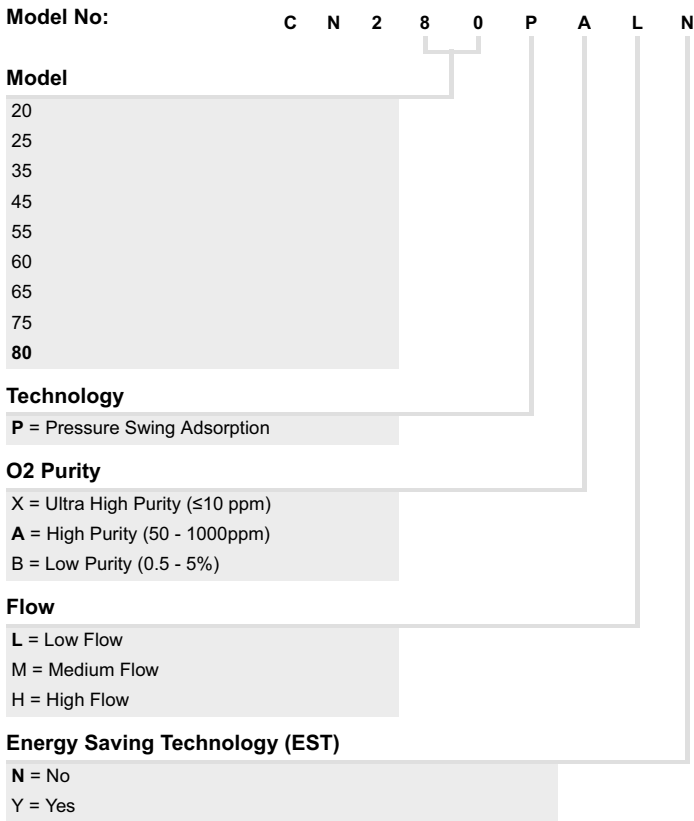 Model No: C N 2 8 0 P A L N
Model
20
25
35
45
55
60
65
75
80
Technology
P = Pressure Swing Adsorption
O2 Purity
X = Ultra High Purity (≤10 ppm)
A = High Purity (50 - 1000ppm)
B = Low Purity (0.5 - 5%)
Flow
L = Low Flow
M = Medium Flow
H = High Flow
Energy Saving Technology (EST)
N = No
Y = Yes